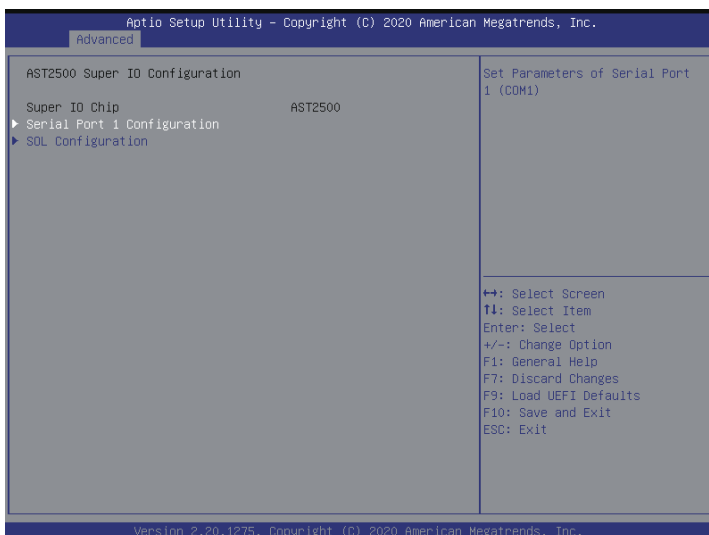 Aptio Setup Utility – Copyright (C) 2020 American Megatrends, Inc.
Advanced
AST2500 Super IO Configuration
Super IO Chip AST2500
▶ Serial Port 1 Configuration
▶ SOL Configuration
Set Parameters of Serial Port
1 (COM1)
↔: Select Screen
↑↓: Select Item
Enter: Select
+/-: Change Option
F1: General Help
F7: Discard Changes
F9: Load UEFI Defaults
F10: Save and Exit
ESC: Exit
Version 2.20.1275. Copyright (C) 2020 American Megatrends, Inc.